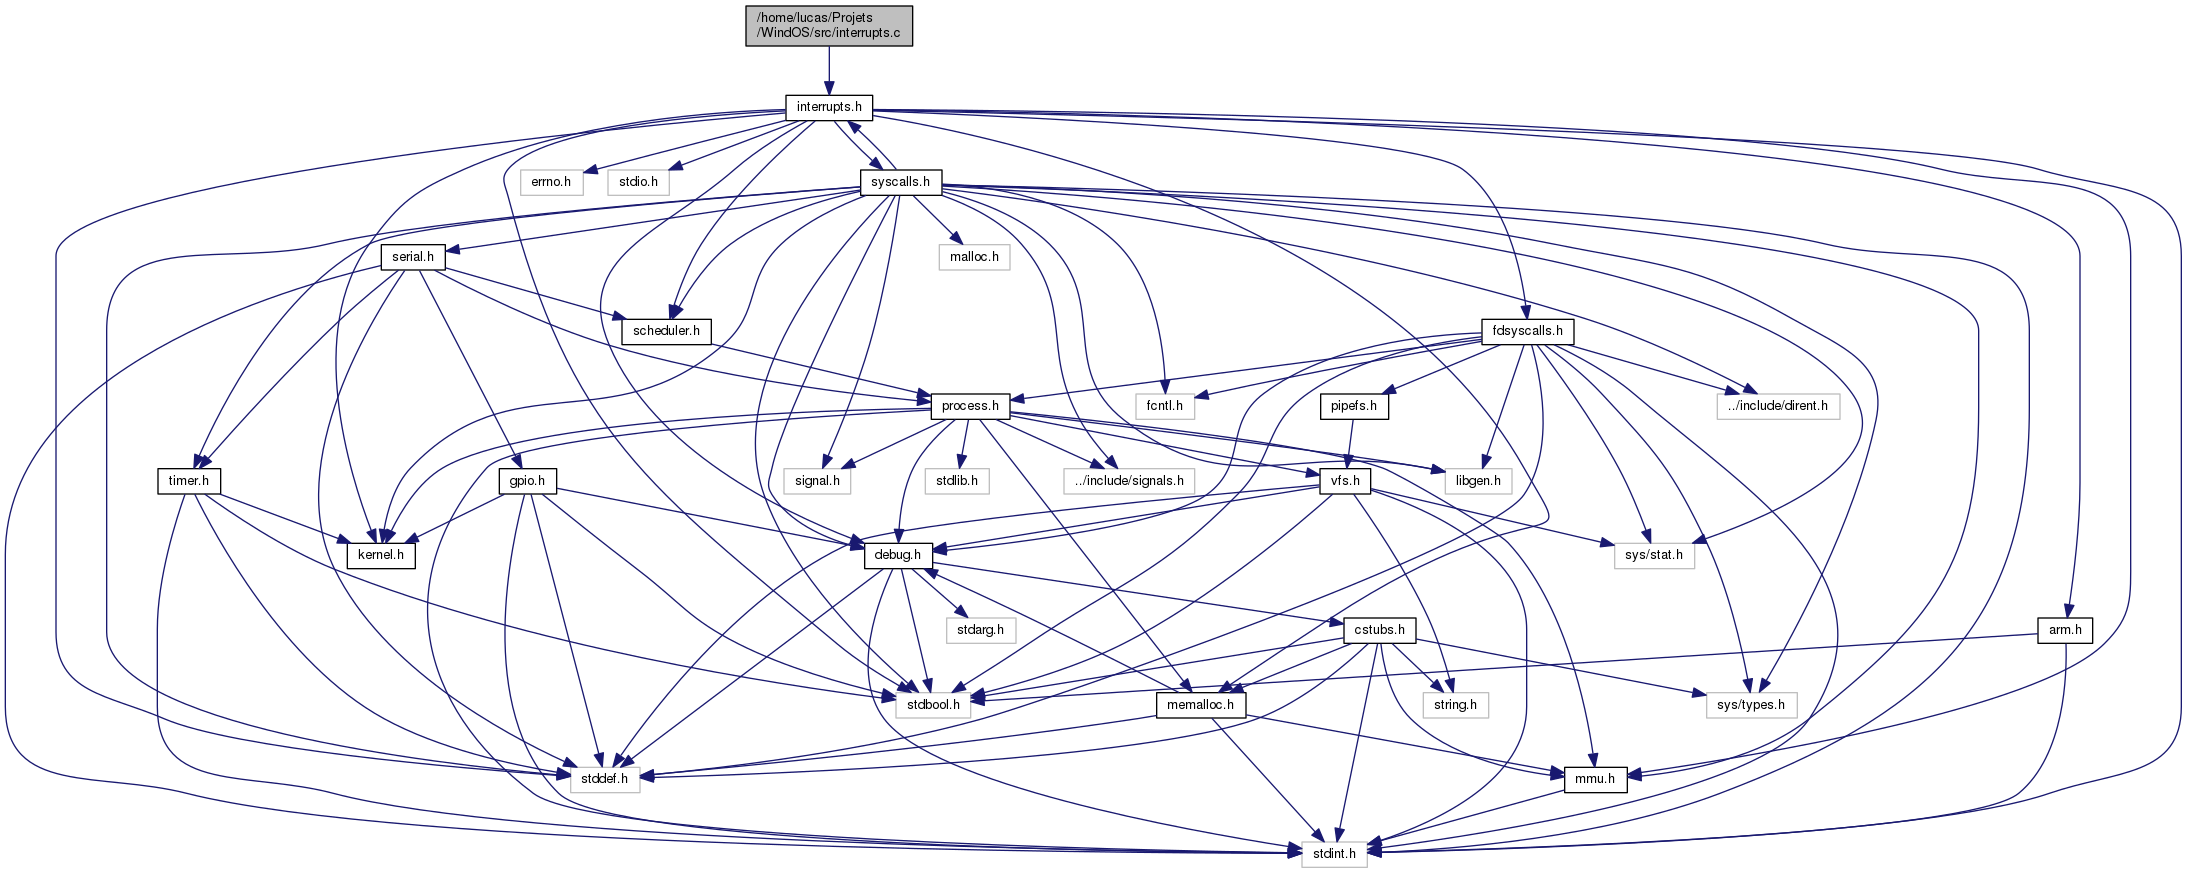 /home/lucas/Projets
/WindOS/src/interrupts.c
interrupts.h
errno.h
stdio.h
syscalls.h
serial.h
malloc.h
scheduler.h
fdsyscalls.h
process.h
fcntl.h
pipefs.h
../include/dirent.h
timer.h
gpio.h
signal.h
stdlib.h
../include/signals.h
vfs.h
libgen.h
kernel.h
debug.h
sys/stat.h
stdarg.h
cstubs.h
arm.h
stdbool.h
memalloc.h
string.h
sys/types.h
stddef.h
mmu.h
stdint.h